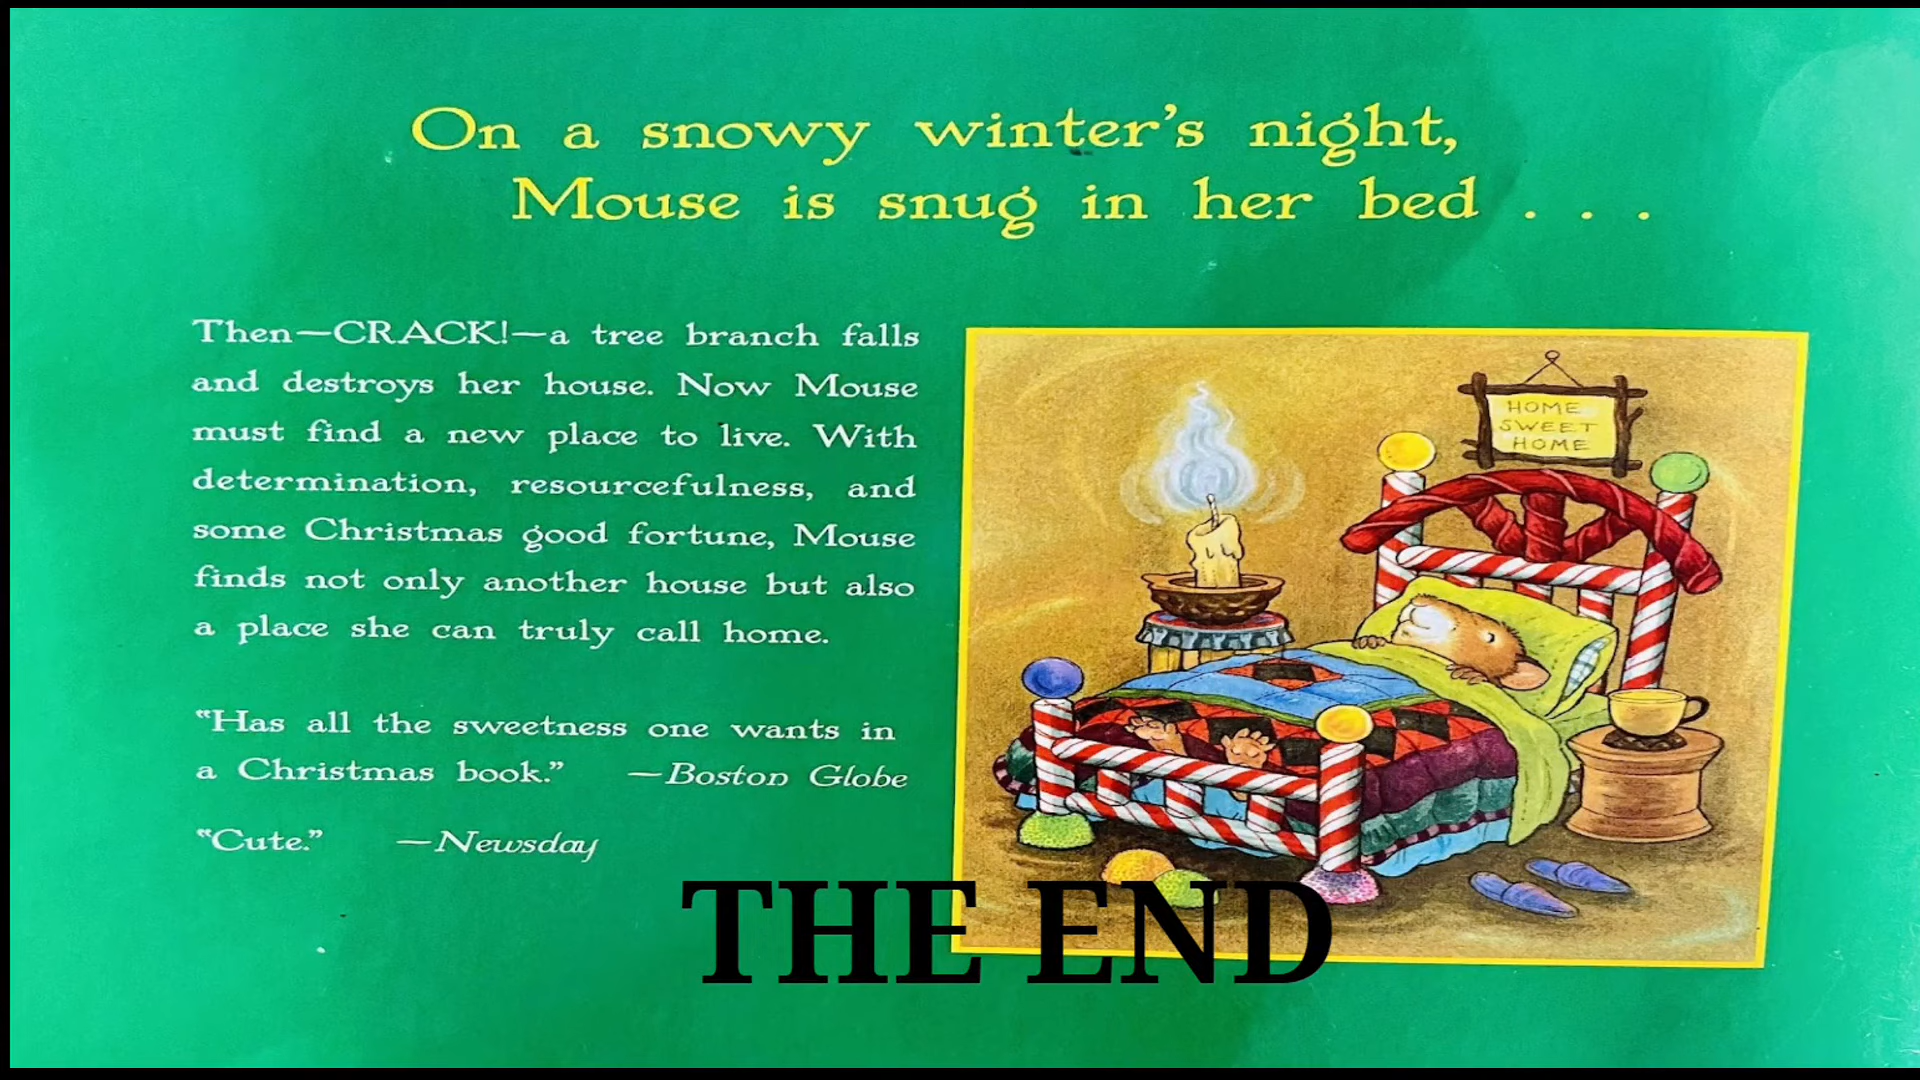 On a snowy winter's night,
Mouse is snug in her bed . . .
Then—CRACK!—a tree branch falls
and destroys her house. Now Mouse
must find a new place to live. With
determination, resourcefulness, and
some Christmas good fortune, Mouse
finds not only another house but also
a place she can truly call home.
"Has all the sweetness one wants in
a Christmas book." —Boston Globe
"Cute." —Newsday
HOME
SWEET
HOME
THE END